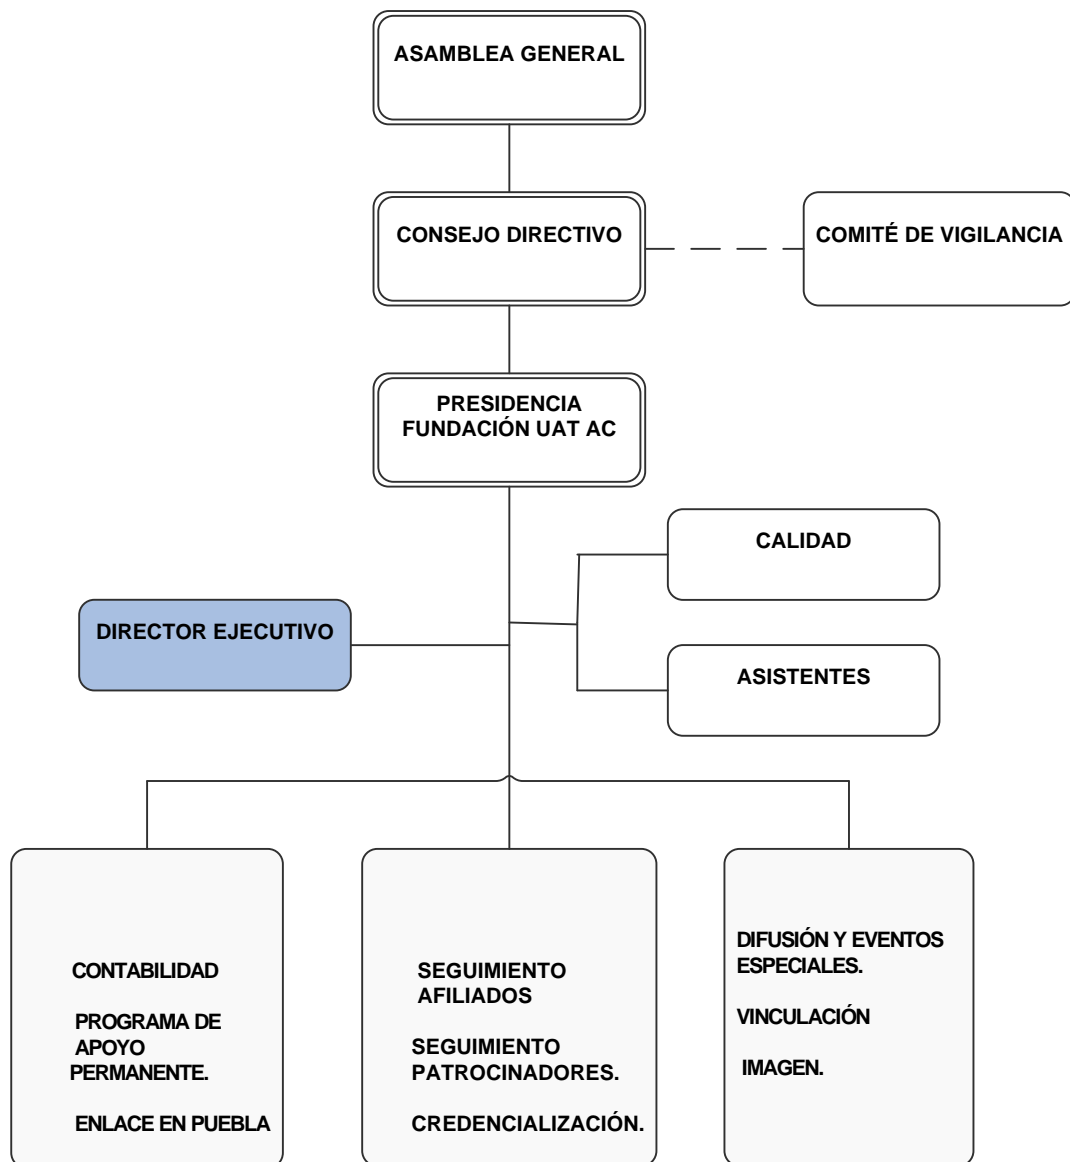 ASAMBLEA GENERAL
CONSEJO DIRECTIVO
COMITÉ DE VIGILANCIA
PRESIDENCIA
FUNDACIÓN UAT AC
CALIDAD
DIRECTOR EJECUTIVO
ASISTENTES
CONTABILIDAD
PROGRAMA DE
APOYO
PERMANENTE.
ENLACE EN PUEBLA
SEGUIMIENTO
AFILIADOS
SEGUIMIENTO
PATROCINADORES.
CREDENCIALIZACIÓN.
DIFUSIÓN Y EVENTOS
ESPECIALES.
VINCULACIÓN
IMAGEN.